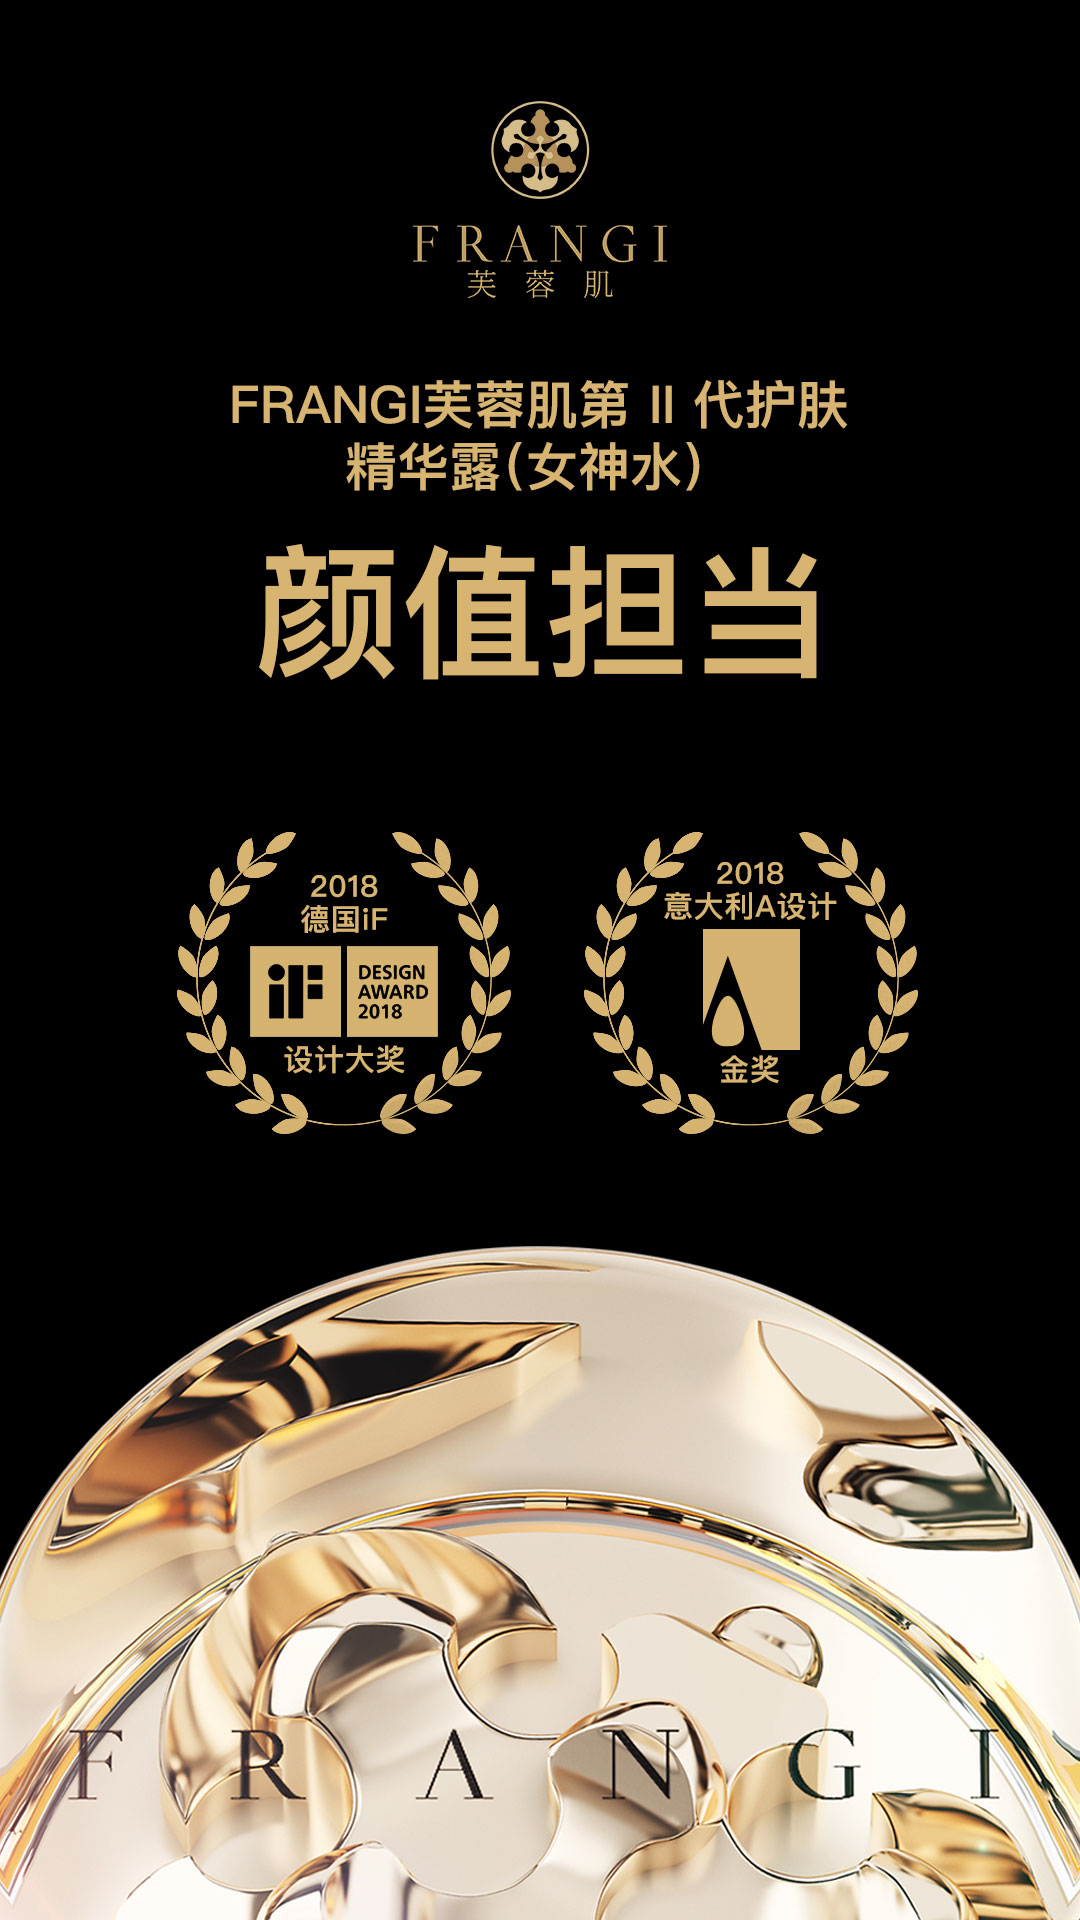 FRANGI
芙蓉肌
FRANGI芙蓉肌第 II 代护肤
精华露(女神水)
颜值担当
2018
德国iF
iF
DESIGN
AWARD
2018
设计大奖
2018
意大利A设计
金奖
FRANGI